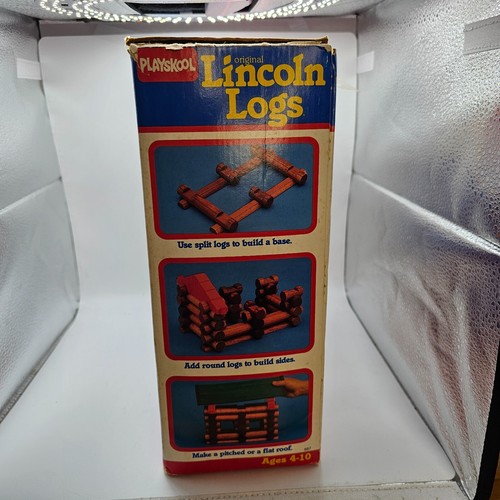 PLAYSKOOL
original
Lincoln
Logs
Use split logs to build a base.
Add round logs to build sides.
Make a pitched or a flat roof.
Ages 4-10